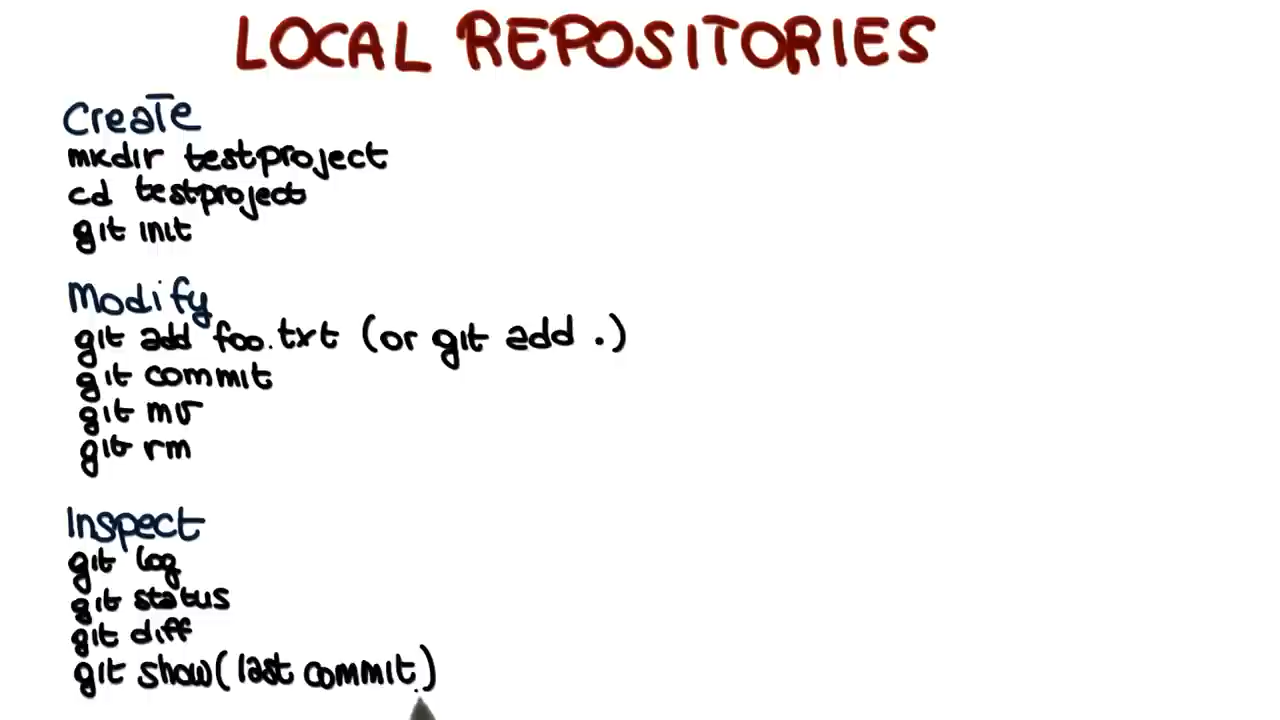 LOCAL REPOSITORIES
Create
mkdir testproject
cd testproject
git init
Modify
git add foo.txt (or git add .)
git commit
git mv
git rm
Inspect
git log
git status
git diff
git show(last commit)